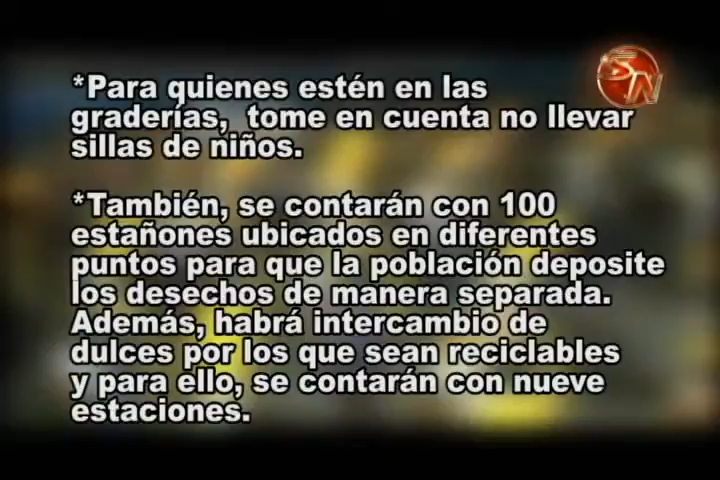 SN
*Para quienes estén en las
graderías, tome en cuenta no llevar
sillas de niños.
*También, se contarán con 100
estañones ubicados en diferentes
puntos para que la población deposite
los desechos de manera separada.
Además, habrá intercambio de
dulces por los que sean reciclables
y para ello, se contarán con nueve
estaciones.